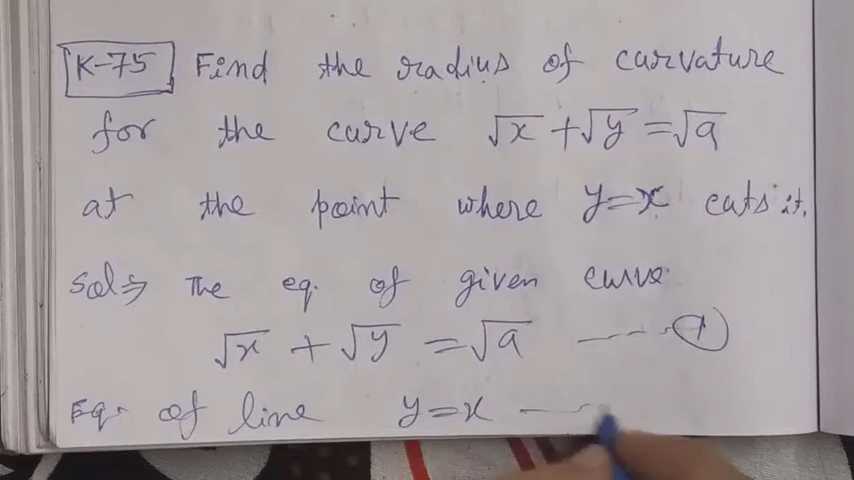 K-75 Find the radius of curvature
for the curve √x + √y = √a
at the point where y=x cuts it.
Sol⇒ The eq. of given curve
√x + √y = √a ---- ①
Eq. of line y=x ----